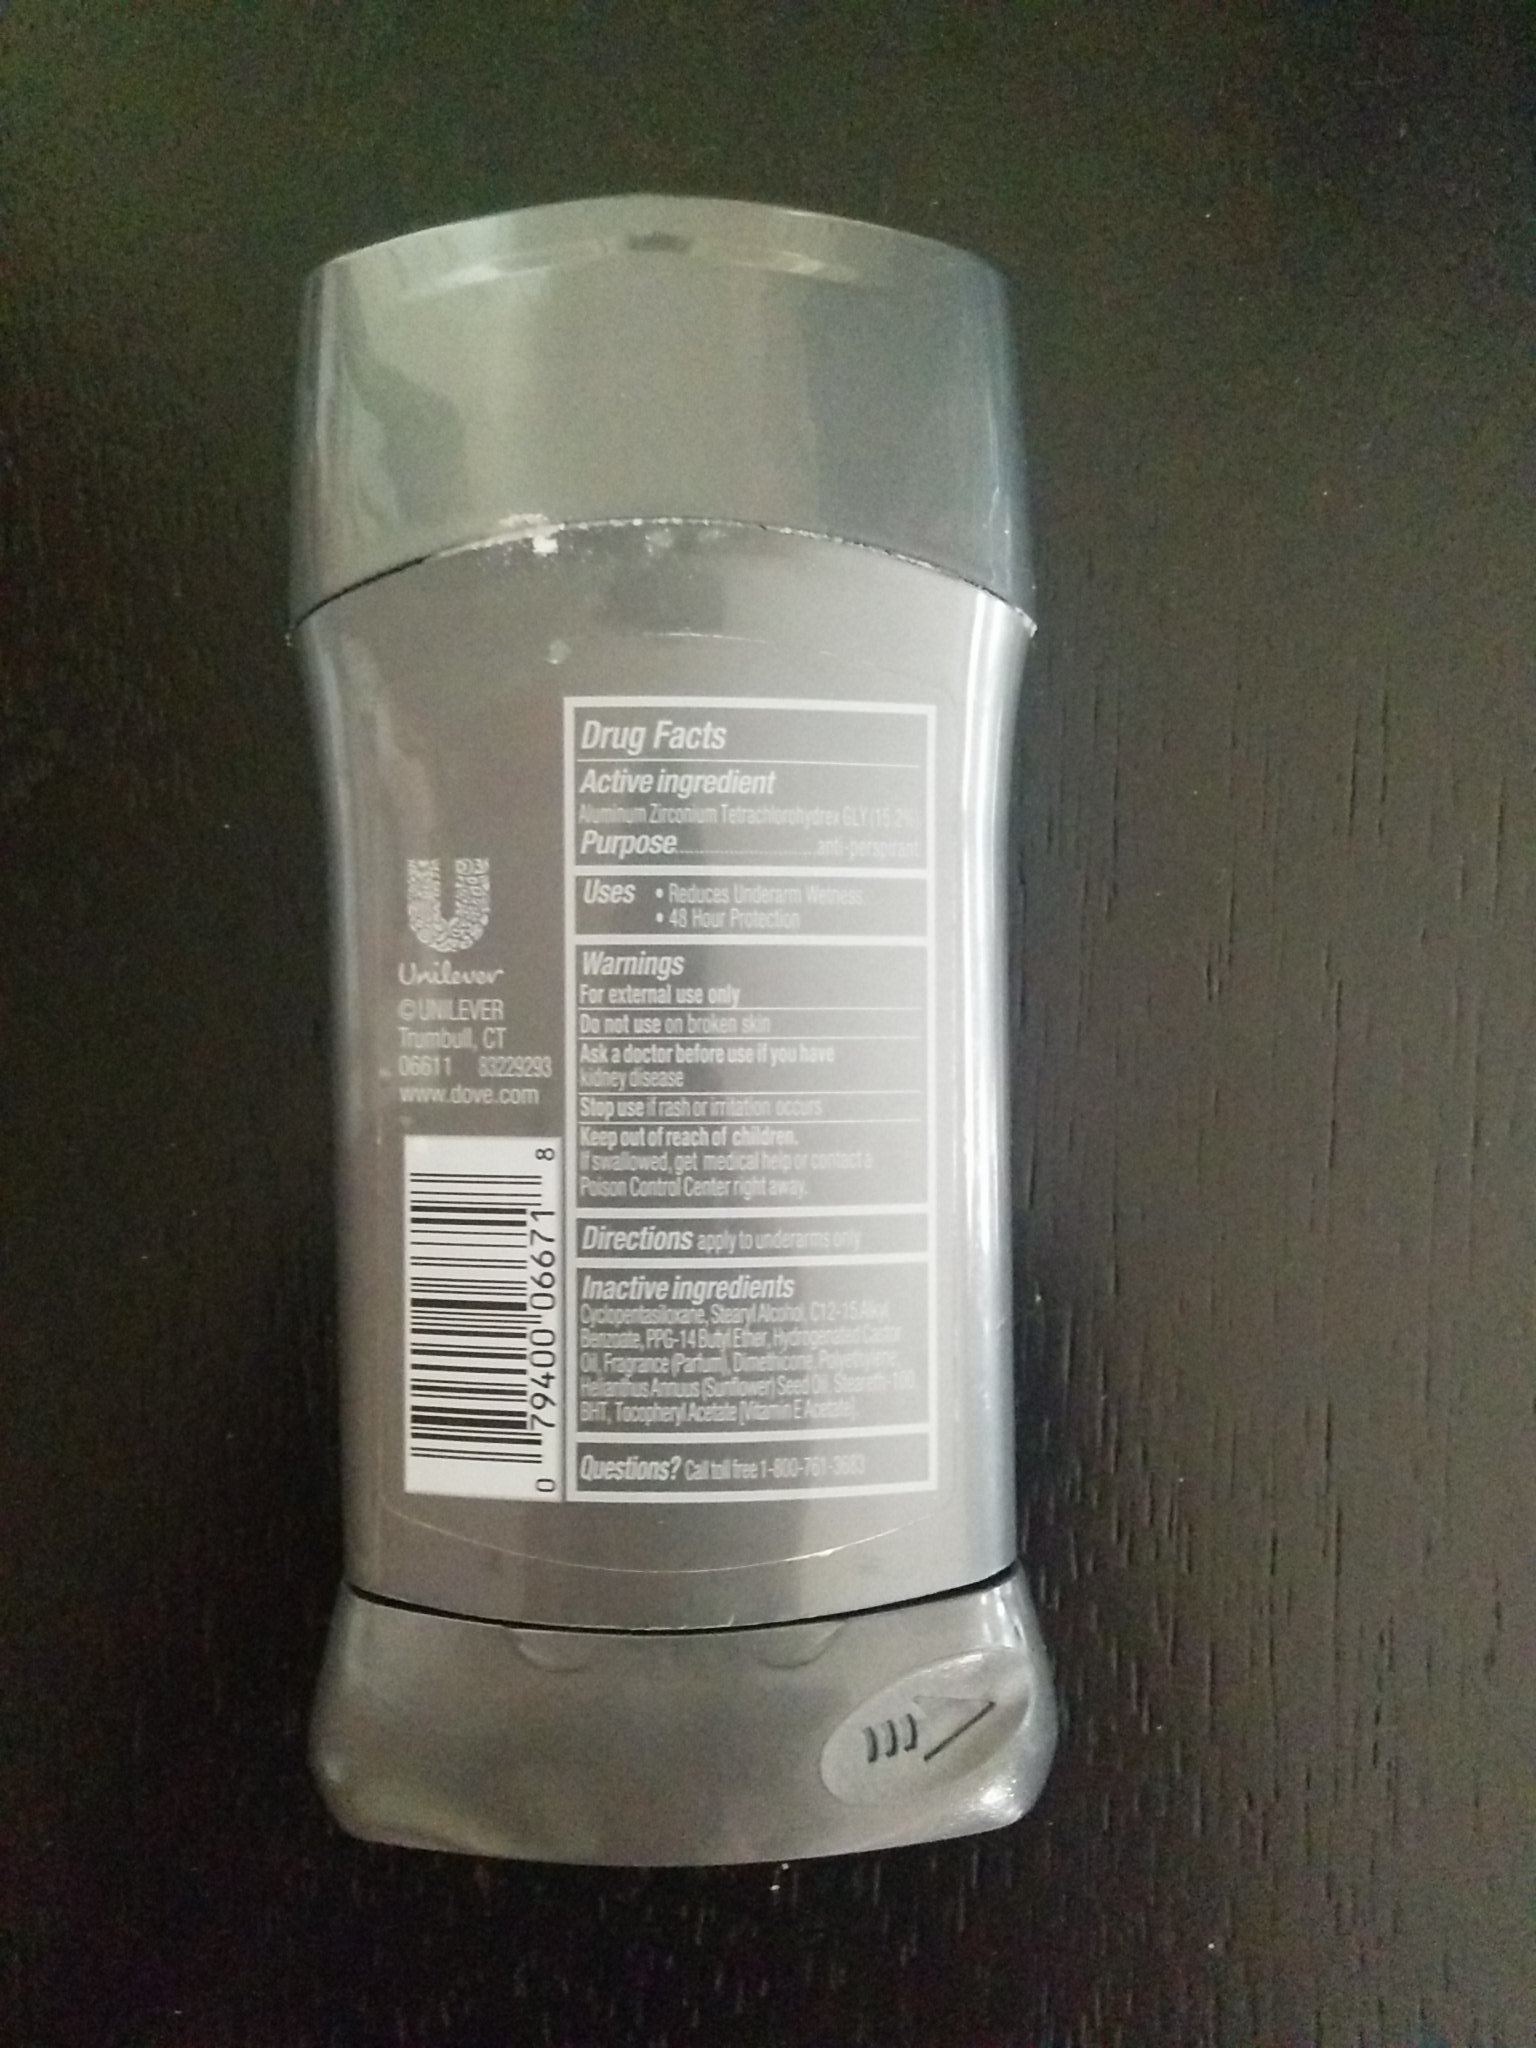 Drug Facts
Active ingredient
Aluminum Zirconium Tetrachlorohydrex GLY (15.2%)
Purpose..............................anti-perspirant
Uses • Reduces Underarm Wetness
• 48 Hour Protection
Warnings
For external use only
Do not use on broken skin
Ask a doctor before use if you have
kidney disease
Stop use if rash or irritation occurs
Keep out of reach of children.
If swallowed, get medical help or contact a
Poison Control Center right away.
Directions apply to underarms only
Inactive ingredients
Cyclopentasiloxane, Stearyl Alcohol, C12-15 Alkyl
Benzoate, PPG-14 Butyl Ether, Hydrogenated Castor
Oil, Fragrance (Parfum), Dimethicone, Polyethylene,
Helianthus Annuus (Sunflower) Seed Oil, Steareth-100,
BHT, Tocopheryl Acetate [Vitamin E Acetate]
Questions? Call toll free 1-800-761-3683
Unilever
© UNILEVER
Trumbull, CT
06611 83229293
www.dove.com
0 79400 06671 8